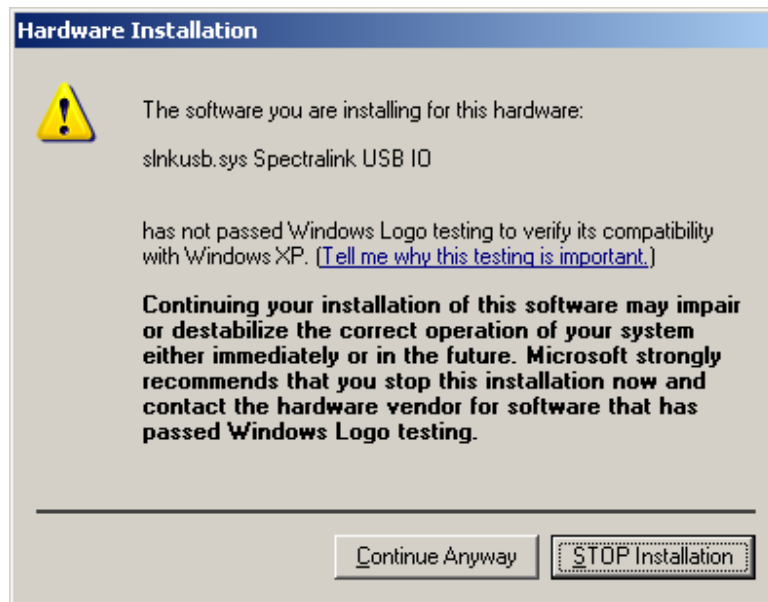 Hardware Installation
The software you are installing for this hardware:
slnkusb.sys Spectralink USB IO
has not passed Windows Logo testing to verify its compatibility
with Windows XP. (Tell me why this testing is important.)
Continuing your installation of this software may impair
or destabilize the correct operation of your system
either immediately or in the future. Microsoft strongly
recommends that you stop this installation now and
contact the hardware vendor for software that has
passed Windows Logo testing.
Continue Anyway
STOP Installation